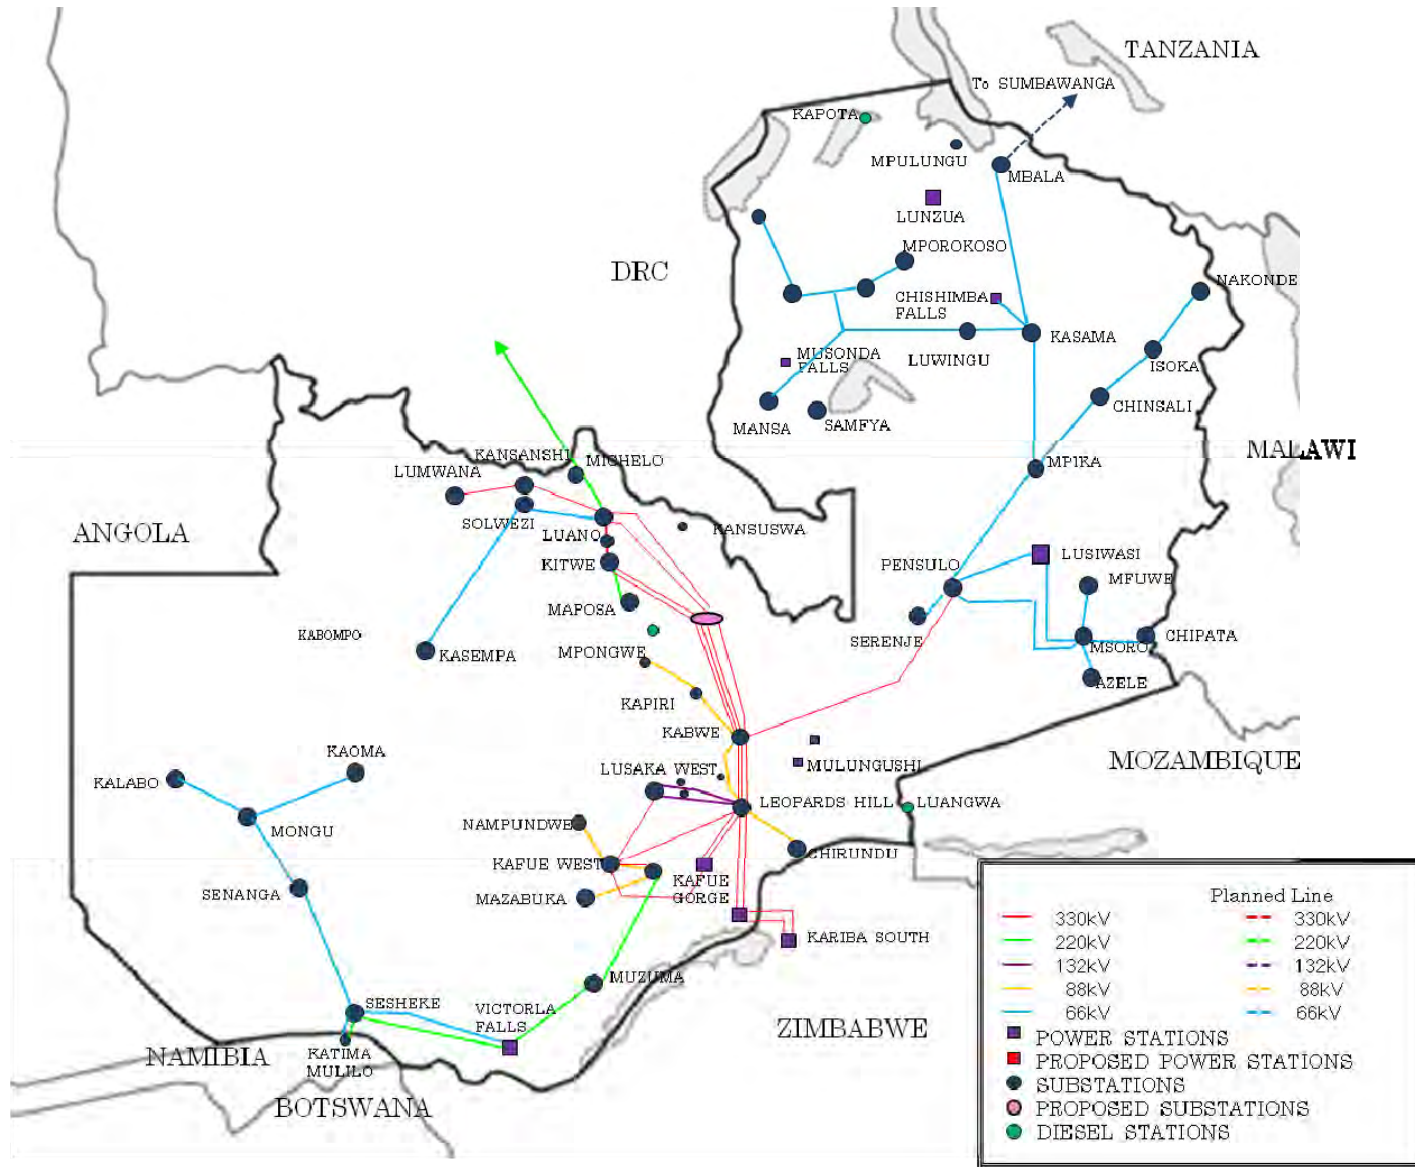 TANZANIA
To SUMBAWANGA
KAPOTA
MPULUNGU
MBALA
LUNZUA
MPOROKOSO
DRC
NAKONDE
CHISHIMBA
FALLS
KASAMA
MUSONDA
FALLS
LUWINGU
ISOKA
CHINSALI
MANSA
SAMFYA
MALAWI
KANSANSHI
MICHELO
MPIKA
LUMWANA
SOLWEZI
KANSUSWA
ANGOLA
LUANO
KITWE
PENSULO
LUSIWASI
MFUWE
MAPOSA
KABOMPO
KASEMPA
MPONGWE
SERENJE
CHIPATA
MSORO
AZELE
KAPIRI
KABWE
KAOMA
MOZAMBIQUE
KALABO
LUSAKA WEST
MULUNGUSHI
LEOPARDS HILL
LUANGWA
MONGU
NAMPUNDWE
CHIRUNDU
KAFUE WEST
KAFUE
GORGE
SENANGA
MAZABUKA
KARIBA SOUTH
MUZUMA
SESHEKE
VICTORLA
FALLS
ZIMBABWE
NAMIBIA
KATIMA
MULILO
BOTSWANA
Planned Line
330kV 330kV
220kV 220kV
132kV 132kV
88kV 88kV
66kV 66kV
POWER STATIONS
PROPOSED POWER STATIONS
SUBSTATIONS
PROPOSED SUBSTATIONS
DIESEL STATIONS